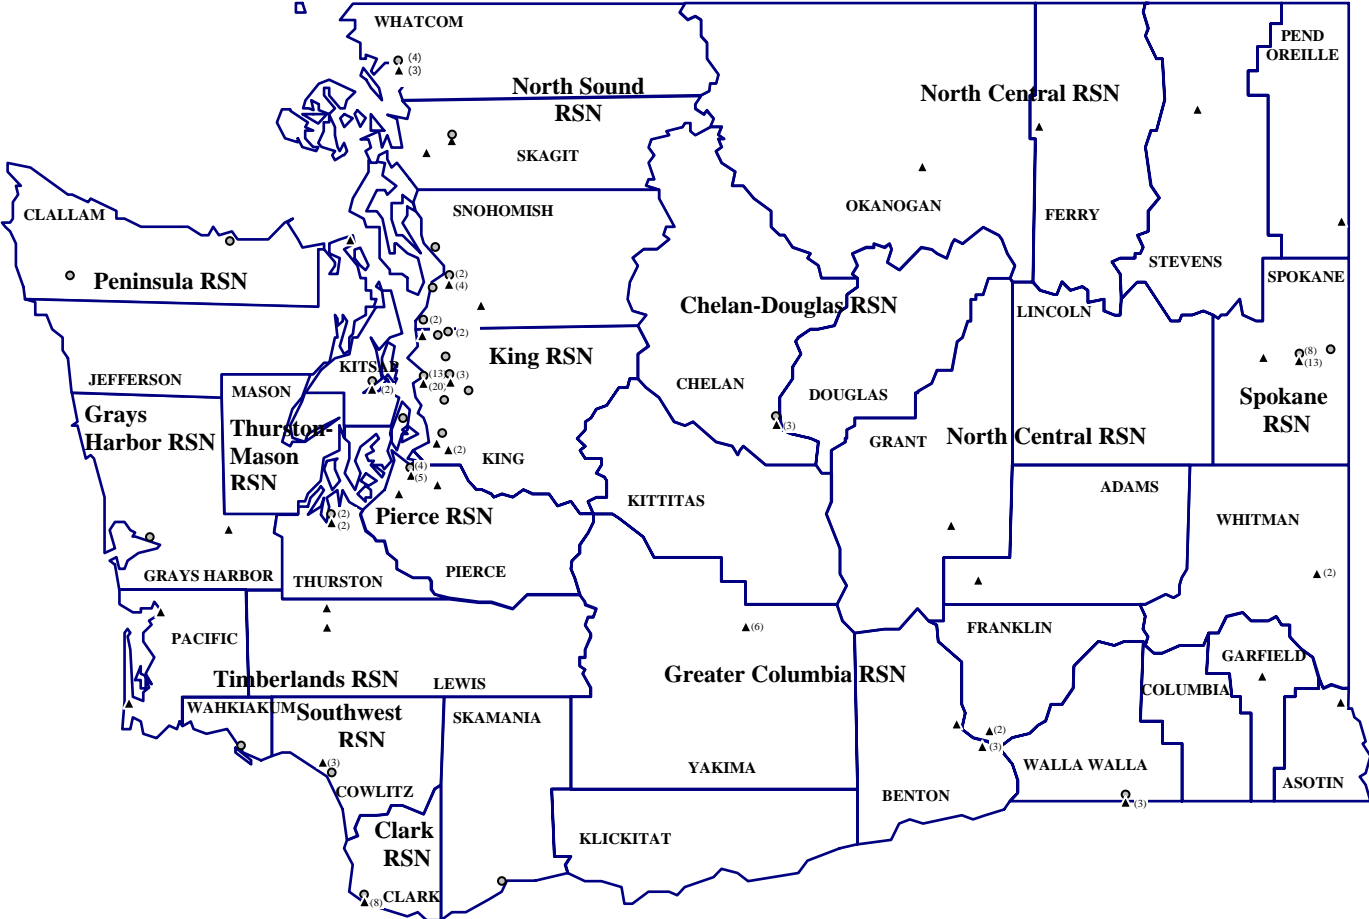 WHATCOM
(4)
(3)
North Sound
RSN
North Central RSN
PEND
OREILLE
SKAGIT
CLALLAM
SNOHOMISH
OKANOGAN
FERRY
STEVENS
Peninsula RSN
(2)
(4)
Chelan-Douglas RSN
SPOKANE
LINCOLN
(2)
(2)
King RSN
JEFFERSON
KITSAP
(13)
(3)
(20)
(2)
MASON
CHELAN
DOUGLAS
(8)
(13)
Spokane
RSN
Grays
Harbor RSN
Thurston-
Mason
RSN
(3)
GRANT
North Central RSN
(2)
KING
(4)
(5)
KITTITAS
ADAMS
WHITMAN
Pierce RSN
(2)
(2)
GRAYS HARBOR
THURSTON
PIERCE
(2)
PACIFIC
(6)
FRANKLIN
GARFIELD
Timberlands RSN
LEWIS
Greater Columbia RSN
COLUMBIA
WAHKIAKUM
Southwest
RSN
SKAMANIA
(2)
(3)
(3)
YAKIMA
WALLA WALLA
ASOTIN
COWLITZ
BENTON
(3)
Clark
RSN
KLICKITAT
(8)
CLARK